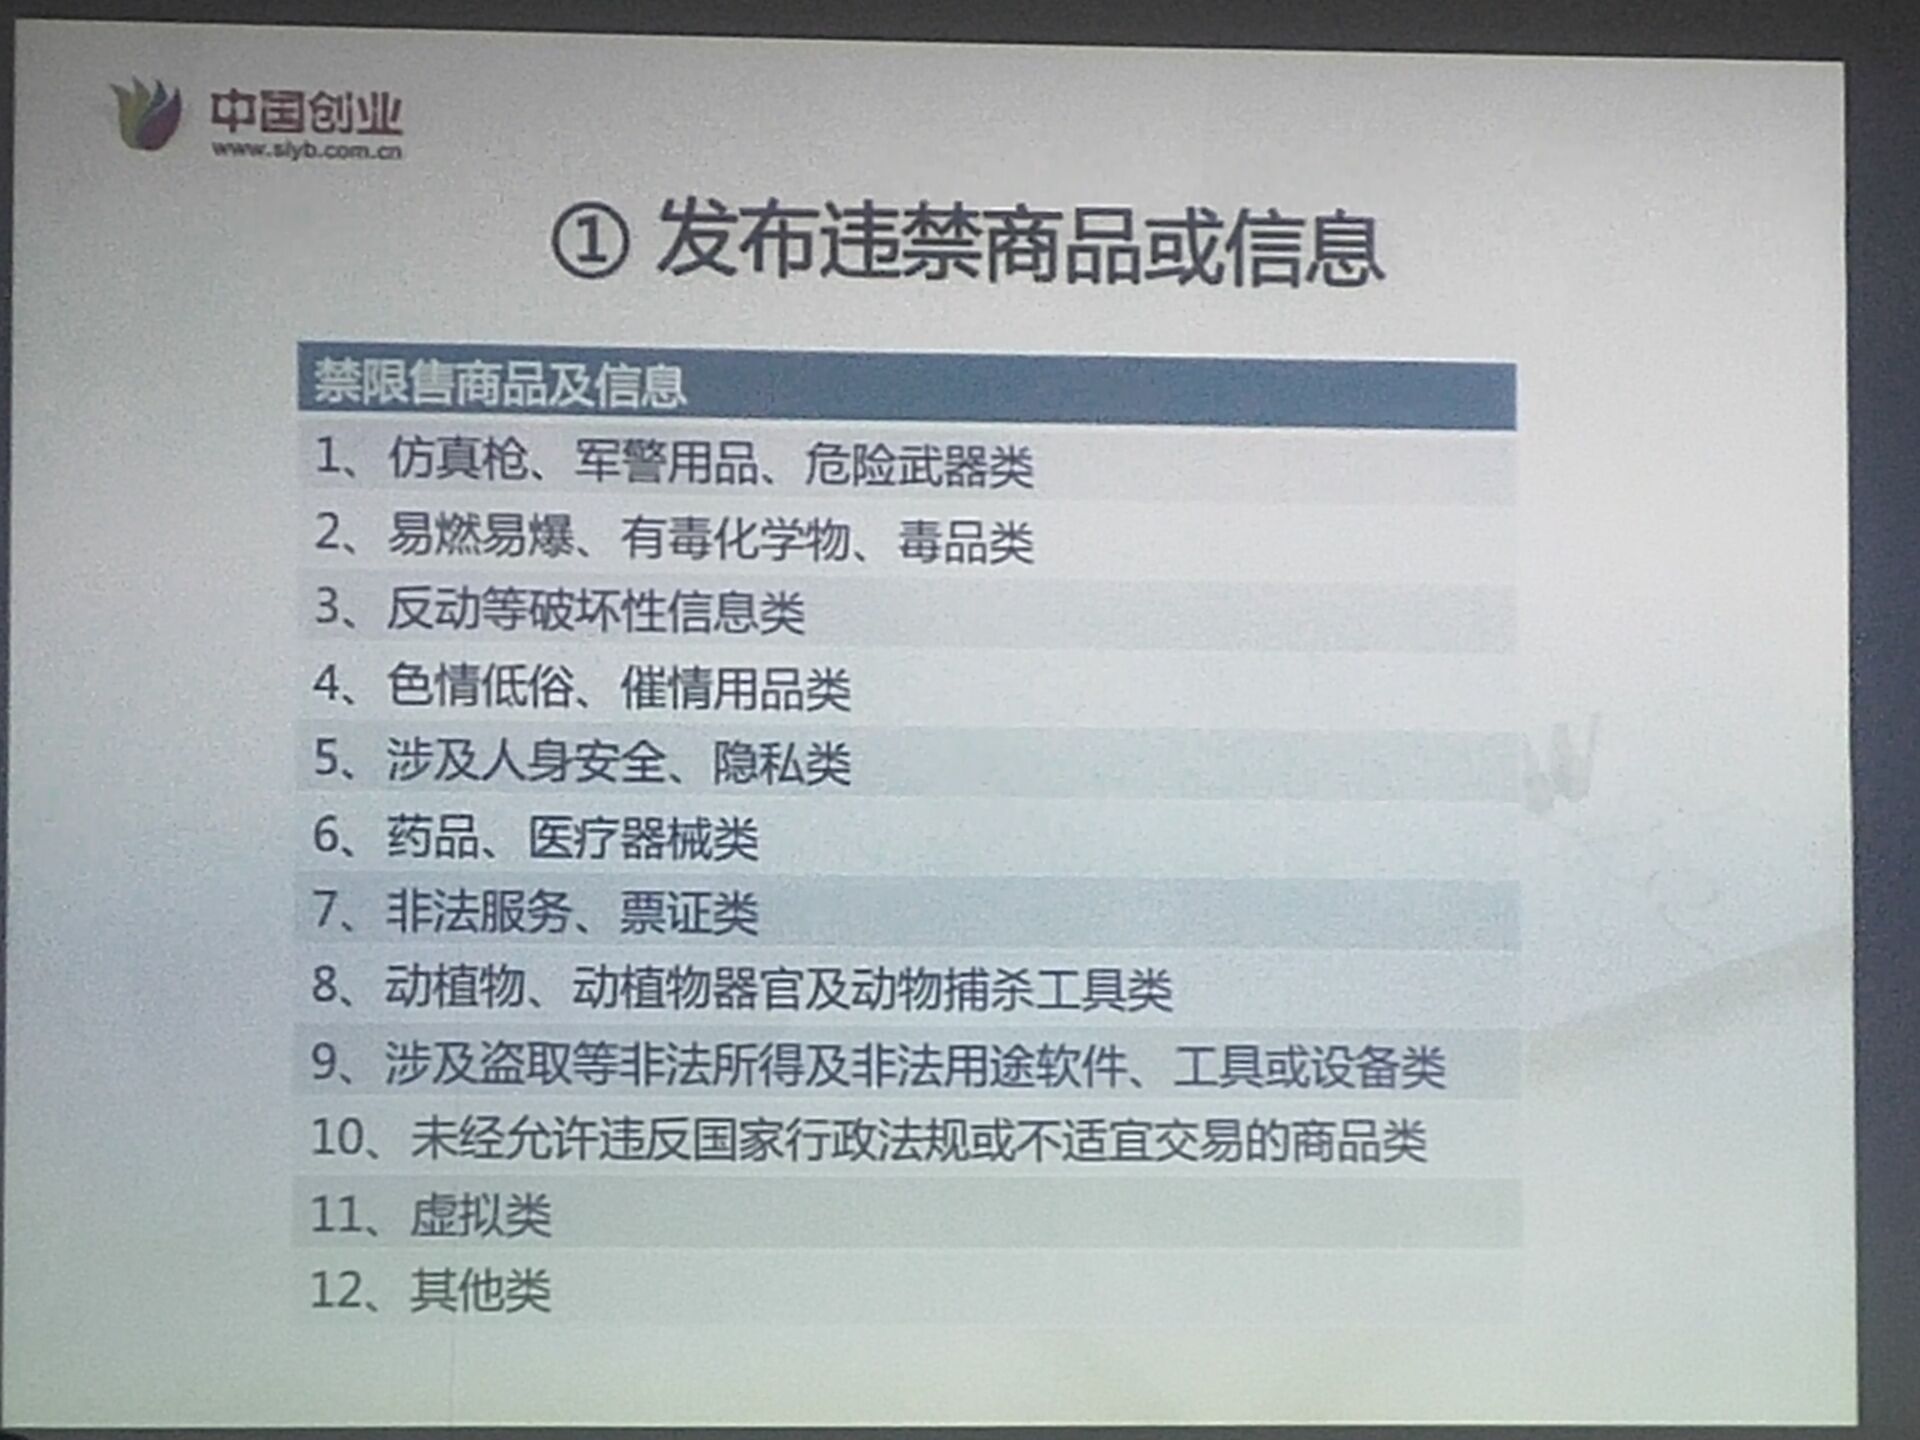 中国创业
www.siyb.com.cn
① 发布违禁商品或信息
禁限售商品及信息
1、仿真枪、军警用品、危险武器类
2、易燃易爆、有毒化学物、毒品类
3、反动等破坏性信息类
4、色情低俗、催情用品类
5、涉及人身安全、隐私类
6、药品、医疗器械类
7、非法服务、票证类
8、动植物、动植物器官及动物捕杀工具类
9、涉及盗取等非法所得及非法用途软件、工具或设备类
10、未经允许违反国家行政法规或不适宜交易的商品类
11、虚拟类
12、其他类